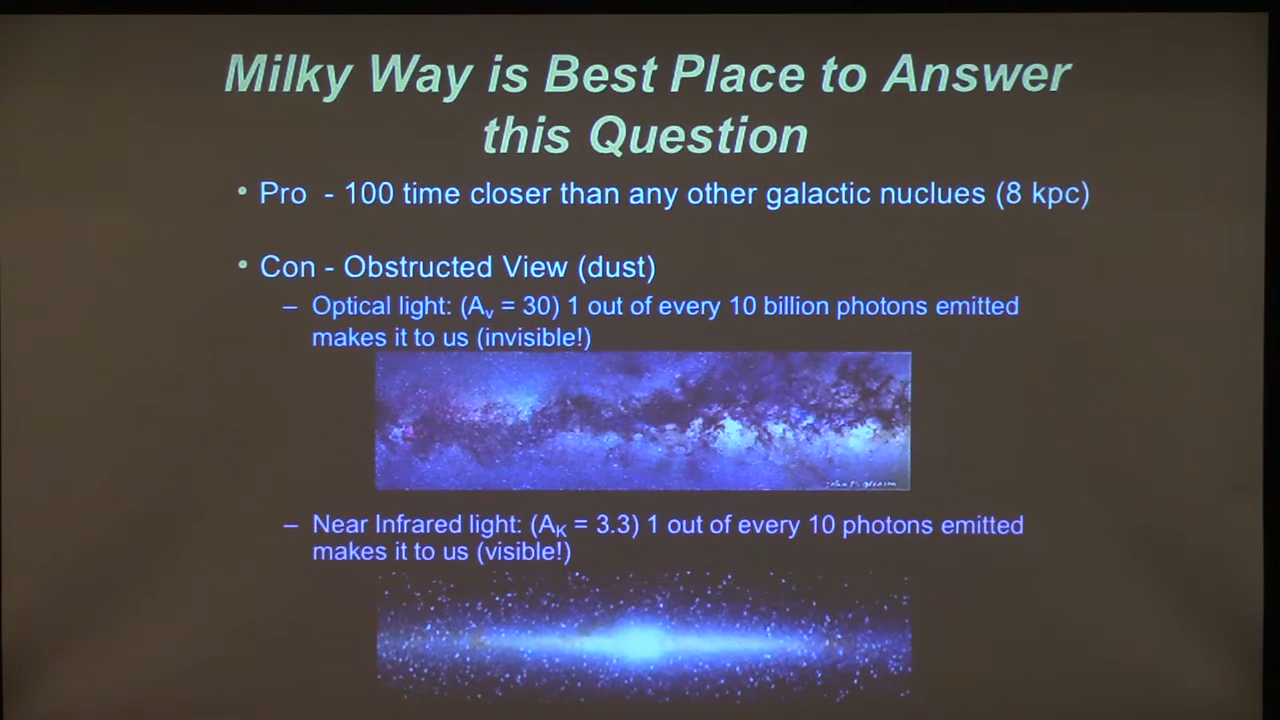 Milky Way is Best Place to Answer
this Question
• Pro - 100 time closer than any other galactic nuclues (8 kpc)
• Con - Obstructed View (dust)
– Optical light: (Av = 30) 1 out of every 10 billion photons emitted
makes it to us (invisible!)
– Near Infrared light: (AK = 3.3) 1 out of every 10 photons emitted
makes it to us (visible!)